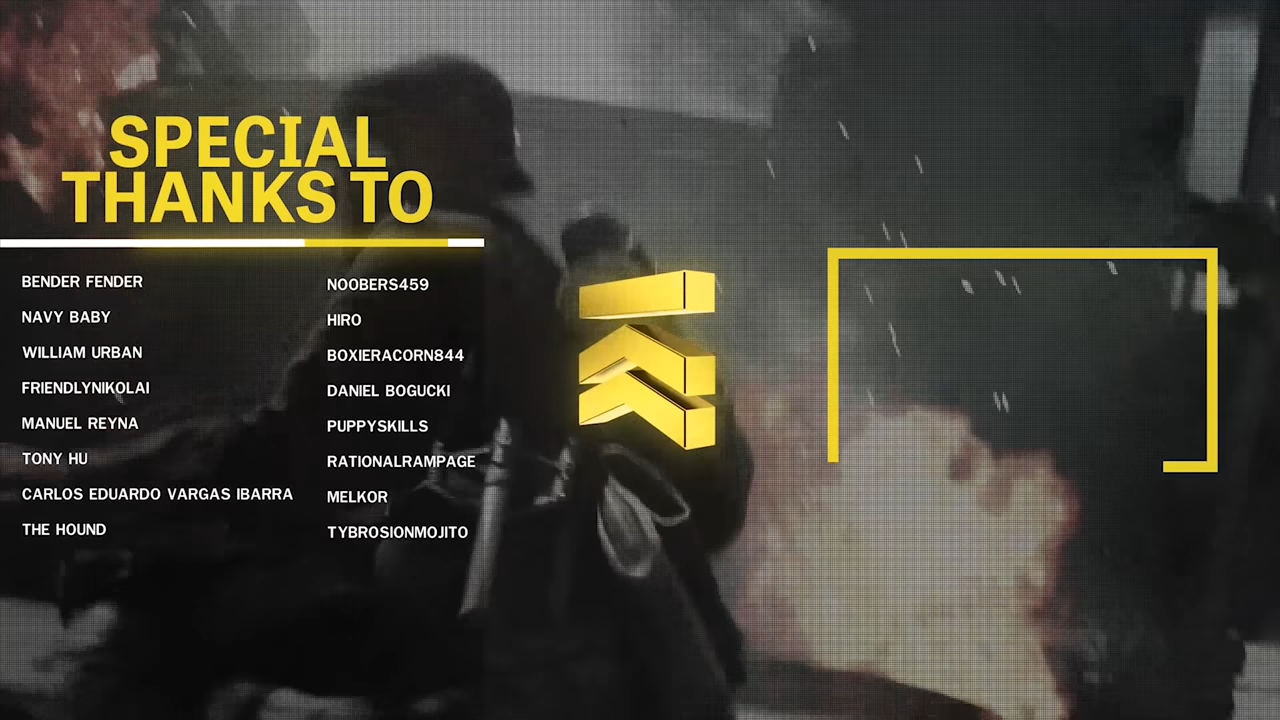 SPECIAL
THANKS TO
BENDER FENDER
NAVY BABY
WILLIAM URBAN
FRIENDLYNIKOLAI
MANUEL REYNA
TONY HU
CARLOS EDUARDO VARGAS IBARRA
THE HOUND
NOOBERS459
HIRO
BOXIERACORN844
DANIEL BOGUCKI
PUPPYSKILLS
RATIONALRAMPAGE
MELKOR
TYBROSIONMOJITO